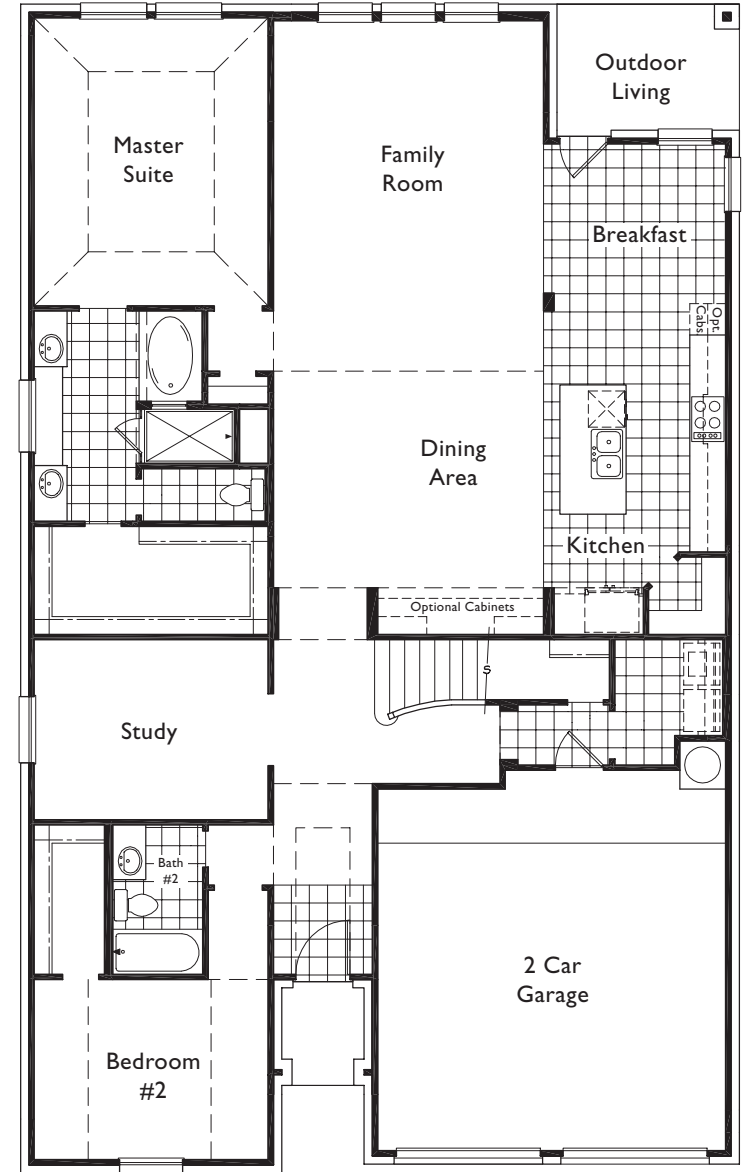 Outdoor
Living
Master
Suite
Family
Room
Breakfast
Opt.
Cabs
Dining
Area
Kitchen
Optional Cabinets
S
Study
Bath
#2
2 Car
Garage
Bedroom
#2